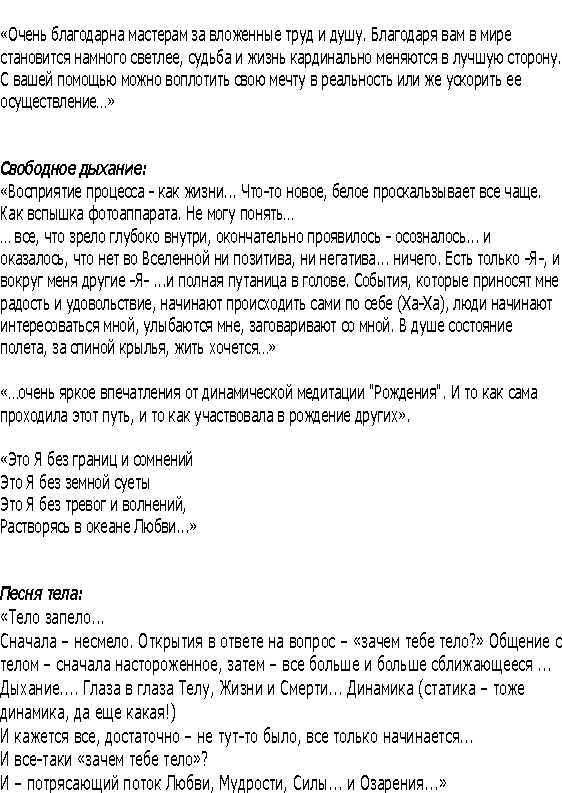 «Очень благодарна мастерам за вложенные труд и душу. Благодаря вам в мире
становится намного светлее, судьба и жизнь кардинально меняются в лучшую сторону.
С вашей помощью можно воплотить свою мечту в реальность или же ускорить ее
осуществление...»
Свободное дыхание:
«Восприятие процесса – как жизни... Что-то новое, белое проскальзывает все чаще.
Как вспышка фотоаппарата. Не могу понять...
... все, что зрело глубоко внутри, окончательно проявилось – осозналось... и
оказалось, что нет во Вселенной ни позитива, ни негатива... ничего. Есть только –Я–, и
вокруг меня другие –Я– ...и полная путаница в голове. События, которые приносят мне
радость и удовольствие, начинают происходить сами по себе (Ха-Ха), люди начинают
интересоваться мной, улыбаются мне, заговаривают со мной. В душе состояние
полета, за спиной крылья, жить хочется...»
«...очень яркое впечатления от динамической медитации "Рождения". И то как сама
проходила этот путь, и то как участвовала в рождение других».
«Это Я без границ и сомнений
Это Я без земной суеты
Это Я без тревог и волнений,
Растворясь в океане Любви...»
Песня тела:
«Тело запело...
Сначала – несмело. Открытия в ответе на вопрос – «зачем тебе тело?» Общение с
телом – сначала настороженное, затем – все больше и больше сближающееся ...
Дыхание.... Глаза в глаза Телу, Жизни и Смерти... Динамика (статика – тоже
динамика, да еще какая!)
И кажется все, достаточно – не тут-то было, все только начинается...
И все-таки «зачем тебе тело»?
И – потрясающий поток Любви, Мудрости, Силы... и Озарения...»